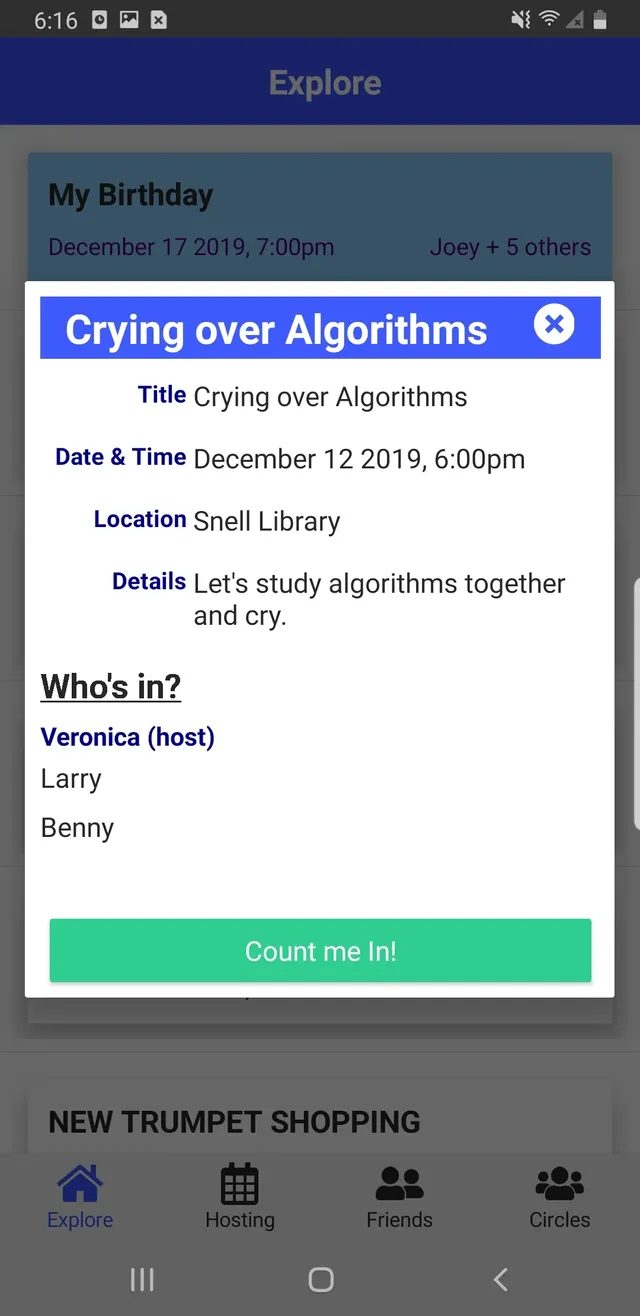 6:16
Explore
My Birthday
December 17 2019, 7:00pm Joey + 5 others
Crying over Algorithms
Title Crying over Algorithms
Date & Time December 12 2019, 6:00pm
Location Snell Library
Details Let's study algorithms together
and cry.
Who's in?
Veronica (host)
Larry
Benny
Count me In!
NEW TRUMPET SHOPPING
Explore Hosting Friends Circles